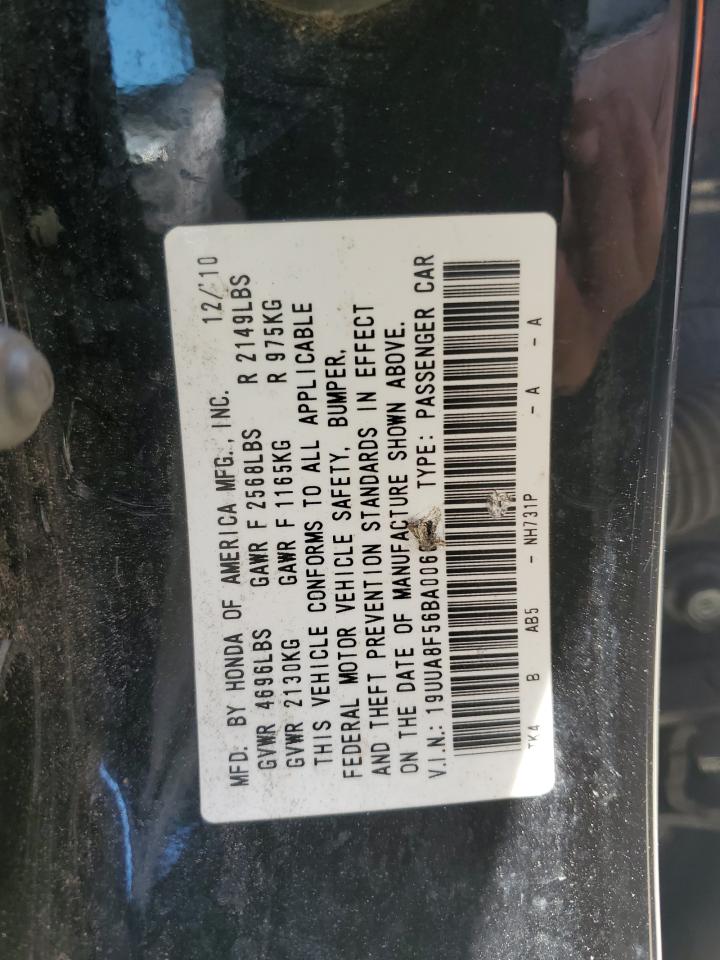 MFD. BY HONDA OF AMERICA MFG., INC. 12/10
GVWR 4696LBS GAWR F 2568LBS R 2149LBS
GVWR 2130KG GAWR F 1165KG R 975KG
THIS VEHICLE CONFORMS TO ALL APPLICABLE
FEDERAL MOTOR VEHICLE SAFETY, BUMPER,
AND THEFT PREVENTION STANDARDS IN EFFECT
ON THE DATE OF MANUFACTURE SHOWN ABOVE.
V.I.N.: TYPE: PASSENGER CAR
TK4 B AB5 - NH731P - A - A